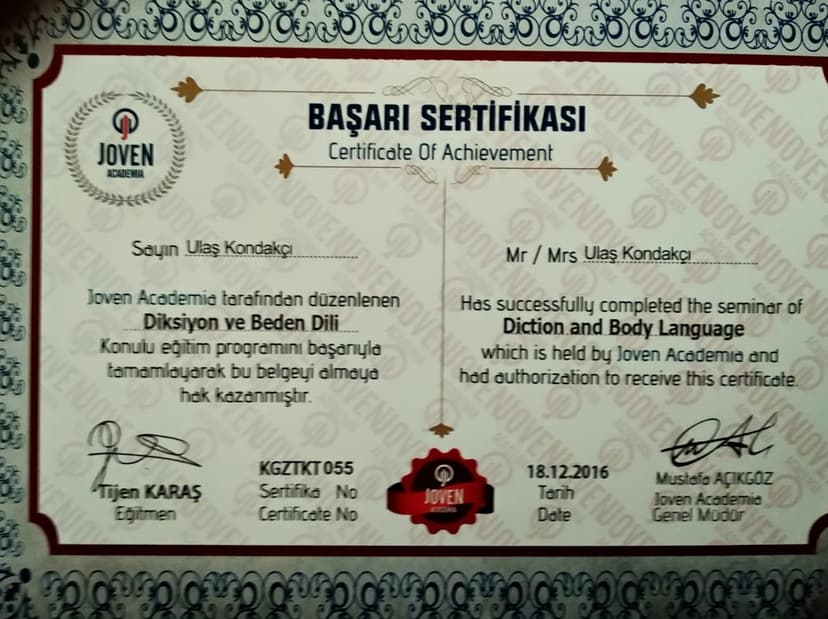 JOVEN
ACADEMIA
BAŞARI SERTİFİKASI
Certificate Of Achievement
Sayın Ulaş Kondakçı
Joven Academia tarafından düzenlenen
Diksiyon ve Beden Dili
Konulu eğitim programını başarıyla
tamamlayarak bu belgeyi almaya
hak kazanmıştır.
Mr / Mrs Ulaş Kondakçı
Has successfully completed the seminar of
Diction and Body Language
which is held by Joven Academia and
had authorization to receive this certificate.
Tijen KARAŞ
Eğitmen
KGZTKT055
Sertifika No
Certificate No
JOVEN
ACADEMIA
18.12.2016
Tarih
Date
Mustafa AÇIKGÖZ
Joven Academia
Genel Müdür